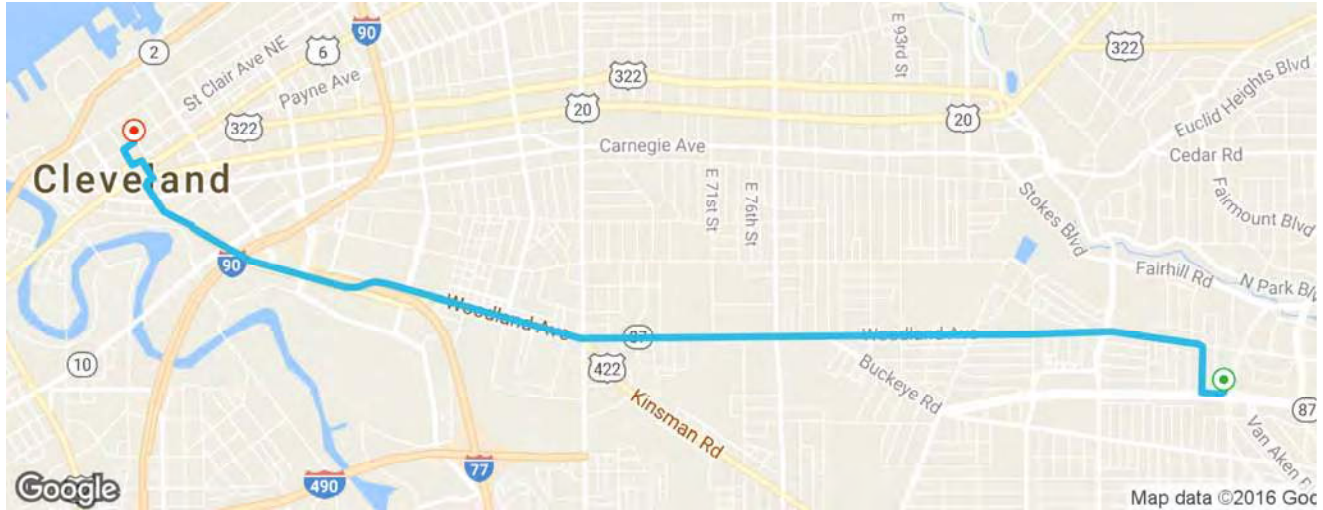 90
2
6
322
E 93rd St
St Clair Ave NE
Payne Ave
322
20
322
20
Euclid Heights Blvd
Carnegie Ave
Cedar Rd
Cleveland
E 71st St
E 76th St
Stokes Blvd
Fairmount Blvd
90
Fairhill Rd
N Park Blv
Woodland Ave
87
Woodland Ave
10
422
Buckeye Rd
Kinsman Rd
87
Van Aken B
77
490
Google
Map data ©2016 Goo